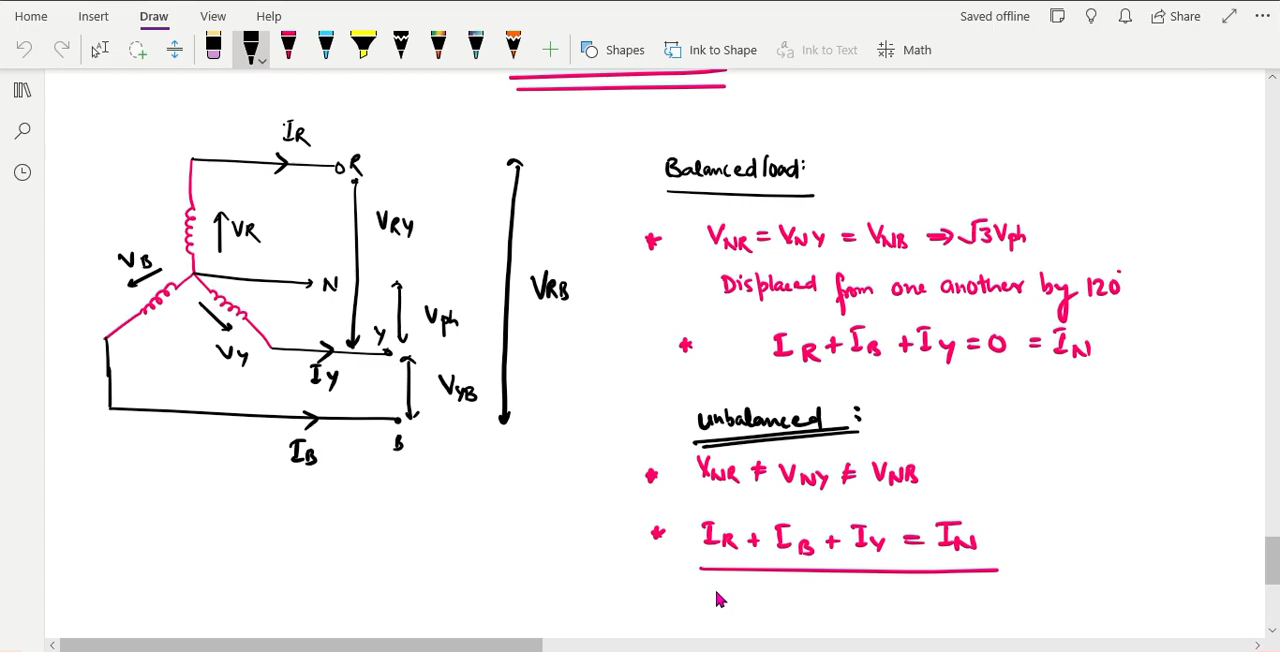 Home Insert Draw View Help Saved offline Share
Shapes Ink to Shape Ink to Text Math
IR
R
VR
VRY
VB
N
VRB
Vph
Y
VY
IY
VYB
IB
B
Balanced load:
* VNR = VNY = VNB ⇒ √3Vph
Displaced from one another by 120°
* IR + IB + IY = 0 = IN
unbalanced :
* VNR ≠ VNY ≠ VNB
* IR + IB + IY = IN